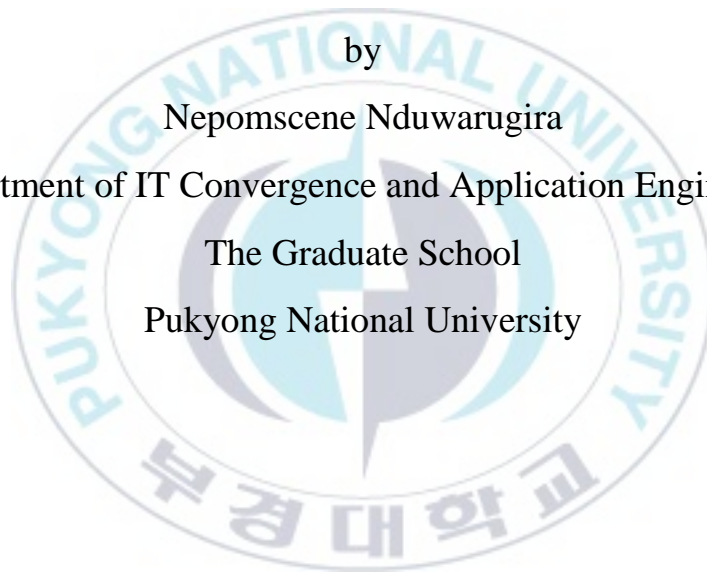 by
Nepomscene Nduwarugira
tment of IT Convergence and Application Engi
The Graduate School
Pukyong National University
PUKYONG NATIONAL UNIVERSITY
부경대학교